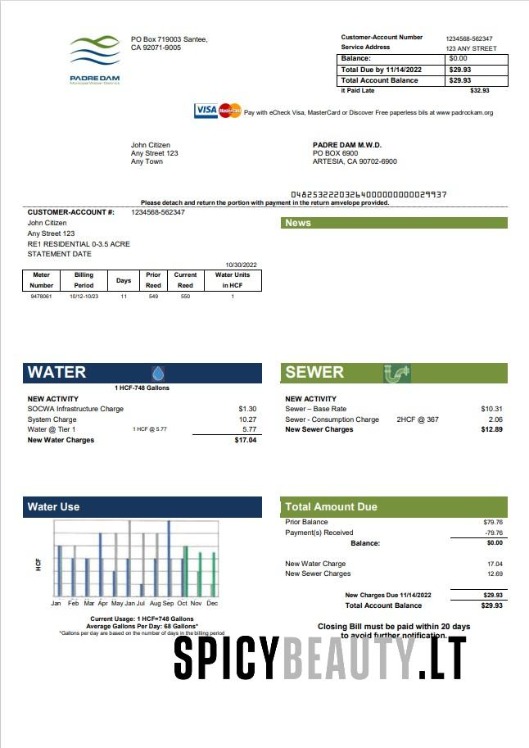 PO Box 719003 Santee,
CA 92071-9005
PADRE DAM
Customer-Account Number 1234568-562347
Service Address 123 ANY STREET
Balance: $0.00
Total Due by 11/14/2022 $29.93
Total Account Balance $29.93
It Paid Late $32.93
VISA MasterCard Pay with eCheck Visa, MasterCard or Discover Free paperless bils at www.padrockam.org
John Citizen
Any Street 123
Any Town
PADRE DAM M.W.D.
PO BOX 6900
ARTESIA, CA 90702-6900
Please detach and return the portion with payment in the return amvelope provided.
CUSTOMER-ACCOUNT #: 1234568-562347
John Citizen
Any Street 123
RE1 RESIDENTIAL 0-3.5 ACRE
STATEMENT DATE
10/30/2022
News
Meter Number Billing Period Days Prior Reed Current Reed Water Units in HCF
9478061 10/12-10/23 11 549 550 1
WATER
1 HCF-748 Gallons
NEW ACTIVITY
SOCWA Infrastructure Charge $1.30
System Charge 10.27
Water @ Tier 1 1 HCF @ 5.77 5.77
New Water Charges $17.04
SEWER
NEW ACTIVITY
Sewer – Base Rate $10.31
Sewer - Consumption Charge 2HCF @ 367 2.06
New Sewer Charges $12.89
Water Use
HCF
Jan Feb Mar Apr May Jan Jul Aug Sep Oct Nov Dec
Current Usage: 1 HCF=748 Gallons
Average Gallons Per Day: 68 Gallons*
*Gallons per day are based on the number of days in the billing period
Total Amount Due
Prior Balance $79.76
Payment(s) Received -79.76
Balance: $0.00
New Water Charge 17.04
New Sewer Charges 12.69
New Charges Due 11/14/2022 $29.93
Total Account Balance $29.93
Closing Bill must be paid within 20 days
to avoid further notification.
SPICYBEAUTY.LT